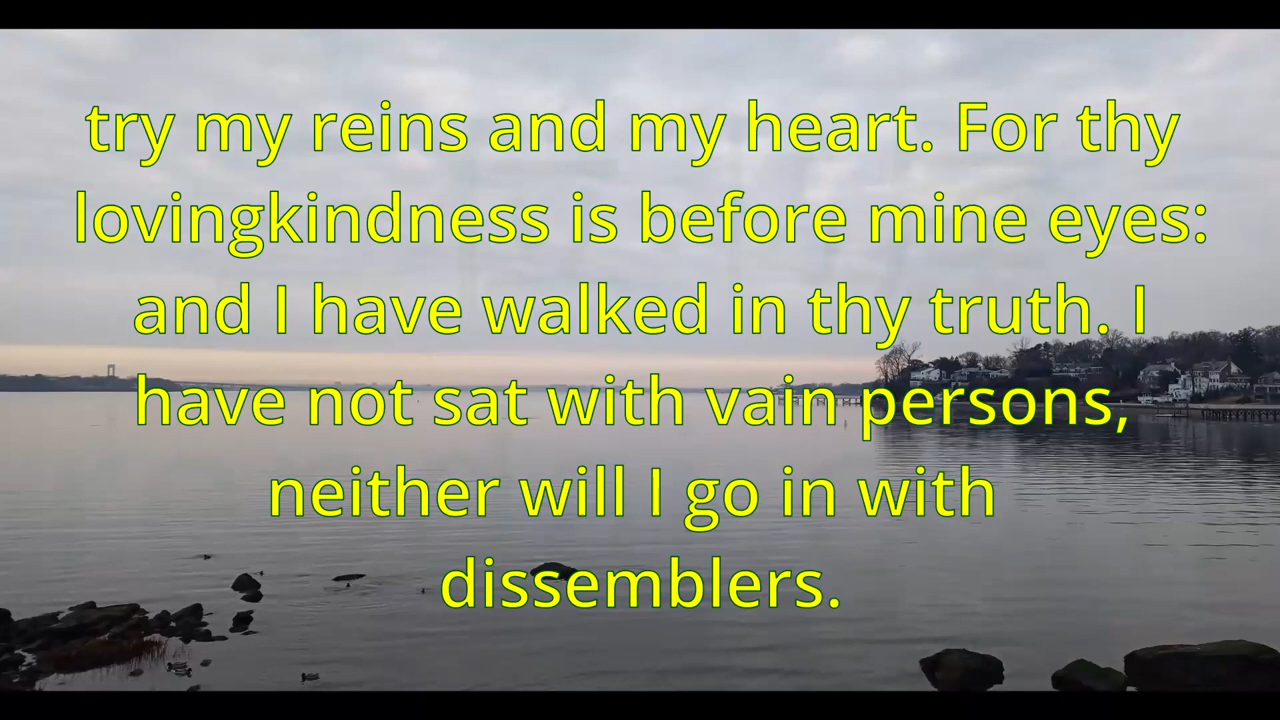 try my reins and my heart. For thy
lovingkindness is before mine eyes:
and I have walked in thy truth. I
have not sat with vain persons,
neither will I go in with
dissemblers.